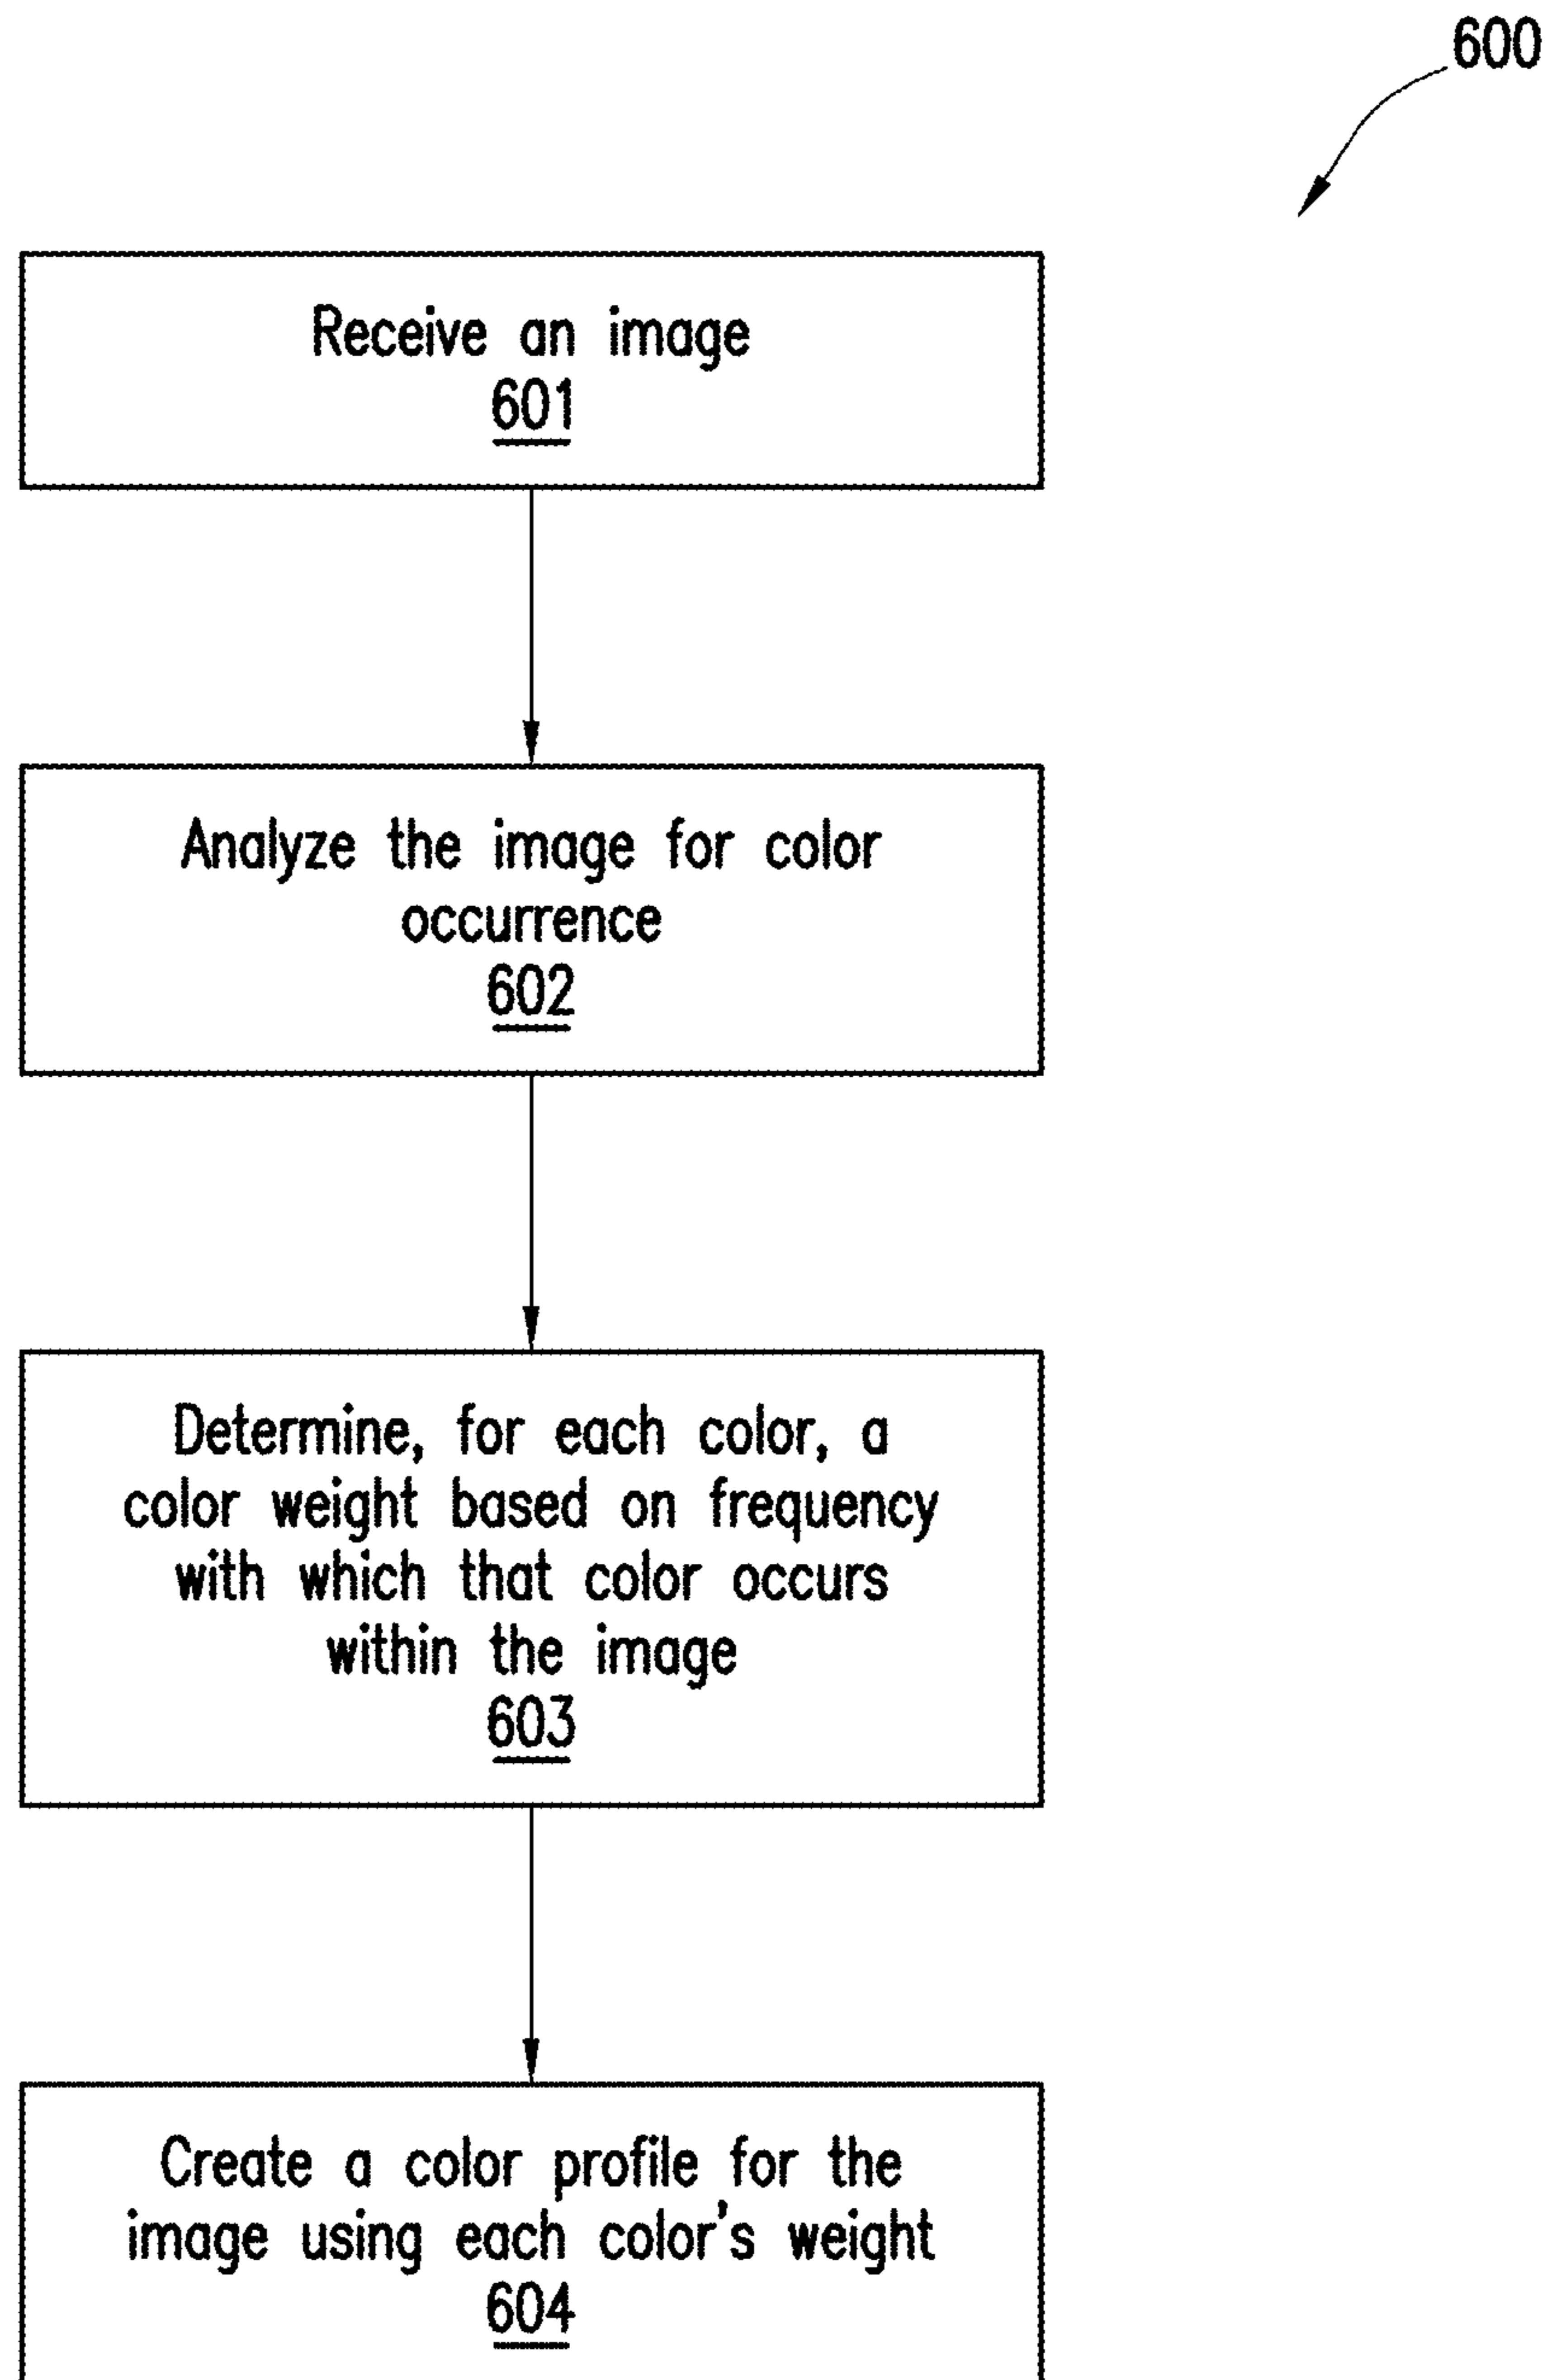 600
Receive an image
601
Analyze the image for color
occurrence
602
Determine, for each color, a
color weight based on frequency
with which that color occurs
within the image
603
Create a color profile for the
image using each color's weight
604